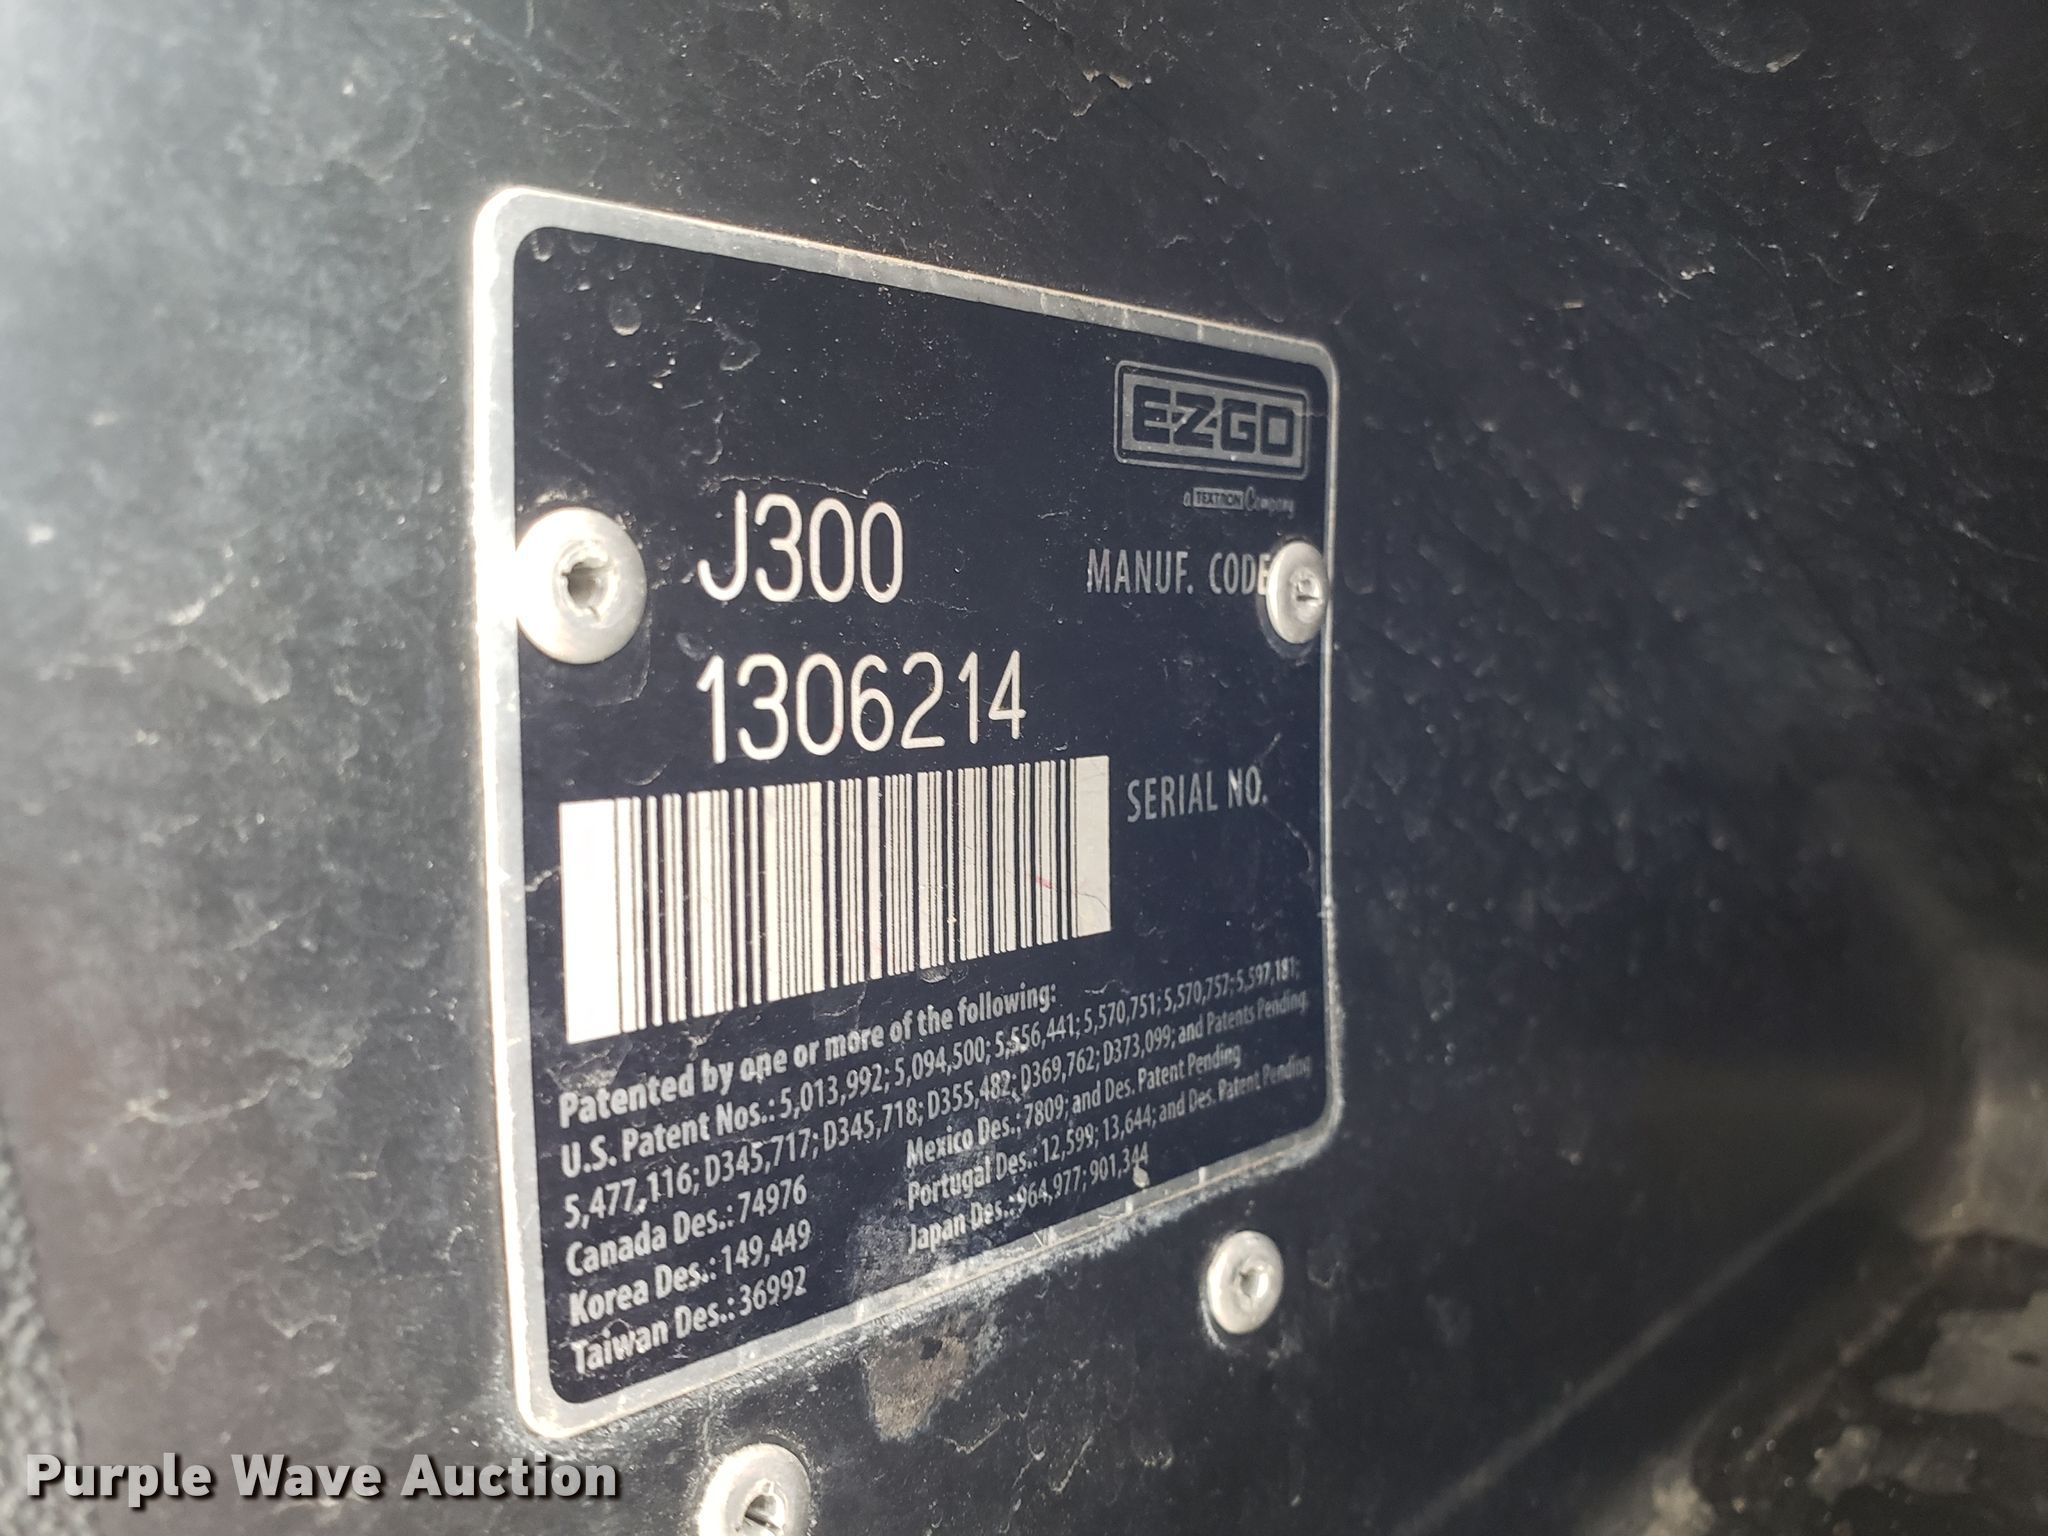 EZGO
a TEXTRON Company
J300
MANUF. CODE
1306214
SERIAL NO.
Patented by one or more of the following:
U.S. Patent Nos.: 5,013,992; 5,094,500; 5,556,441; 5,570,751; 5,570,757; 5,597,181;
5,477,116; D345,717; D345,718; D355,482; D369,762; D373,099; and Patents Pending
Canada Des.: 74976
Mexico Des.: 7809; and Des. Patent Pending
Korea Des.: 149,449
Portugal Des.: 12,599; 13,644; and Des. Patent Pending
Taiwan Des.: 36992
Japan Des.: 964,977; 901,344
Purple Wave Auction